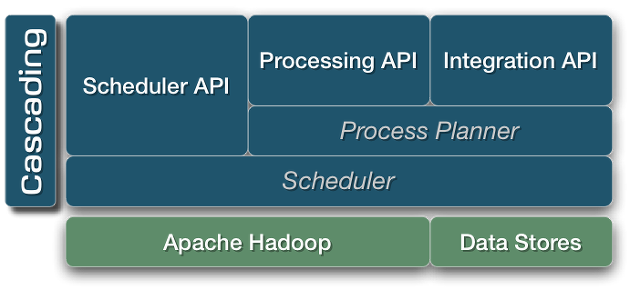 Cascading
Scheduler API
Processing API
Integration API
Process Planner
Scheduler
Apache Hadoop
Data Stores